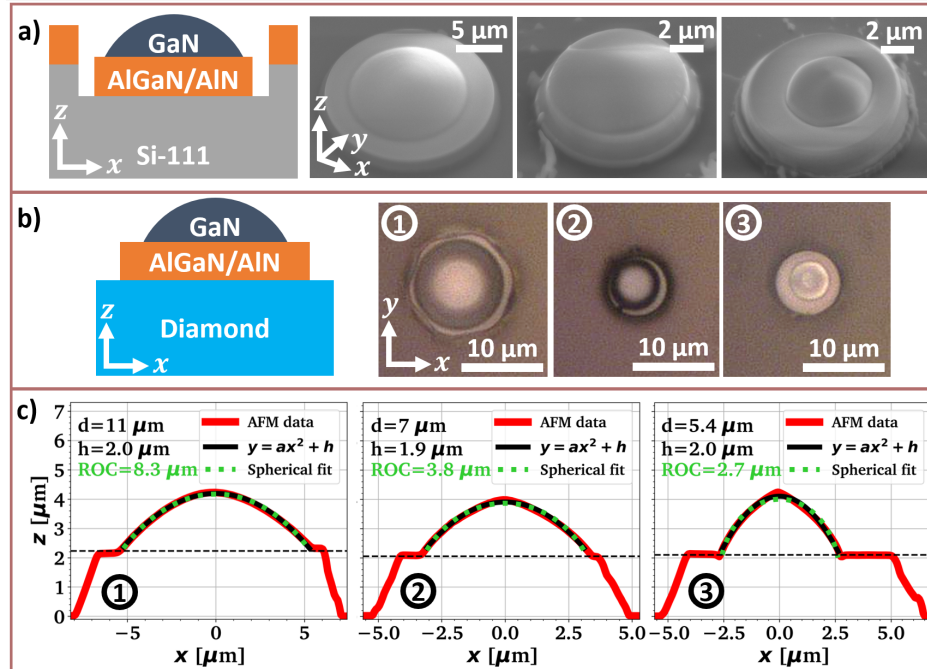 a)
GaN
AlGaN/AlN
Si-111
z
x
5 μm
z
y
x
2 μm
2 μm
b)
GaN
AlGaN/AlN
Diamond
z
x
1
y
x
10 μm
2
10 μm
3
10 μm
c)
z [μm]
7
6
5
4
3
2
1
0
d=11 μm
h=2.0 μm
ROC=8.3 μm
AFM data
y = ax² + h
Spherical fit
1
−5 0 5
x [μm]
d=7 μm
h=1.9 μm
ROC=3.8 μm
AFM data
y = ax² + h
Spherical fit
2
−5.0 −2.5 0.0 2.5 5.0
x [μm]
d=5.4 μm
h=2.0 μm
ROC=2.7 μm
AFM data
y = ax² + h
Spherical fit
3
−5.0 −2.5 0.0 2.5 5.0
x [μm]